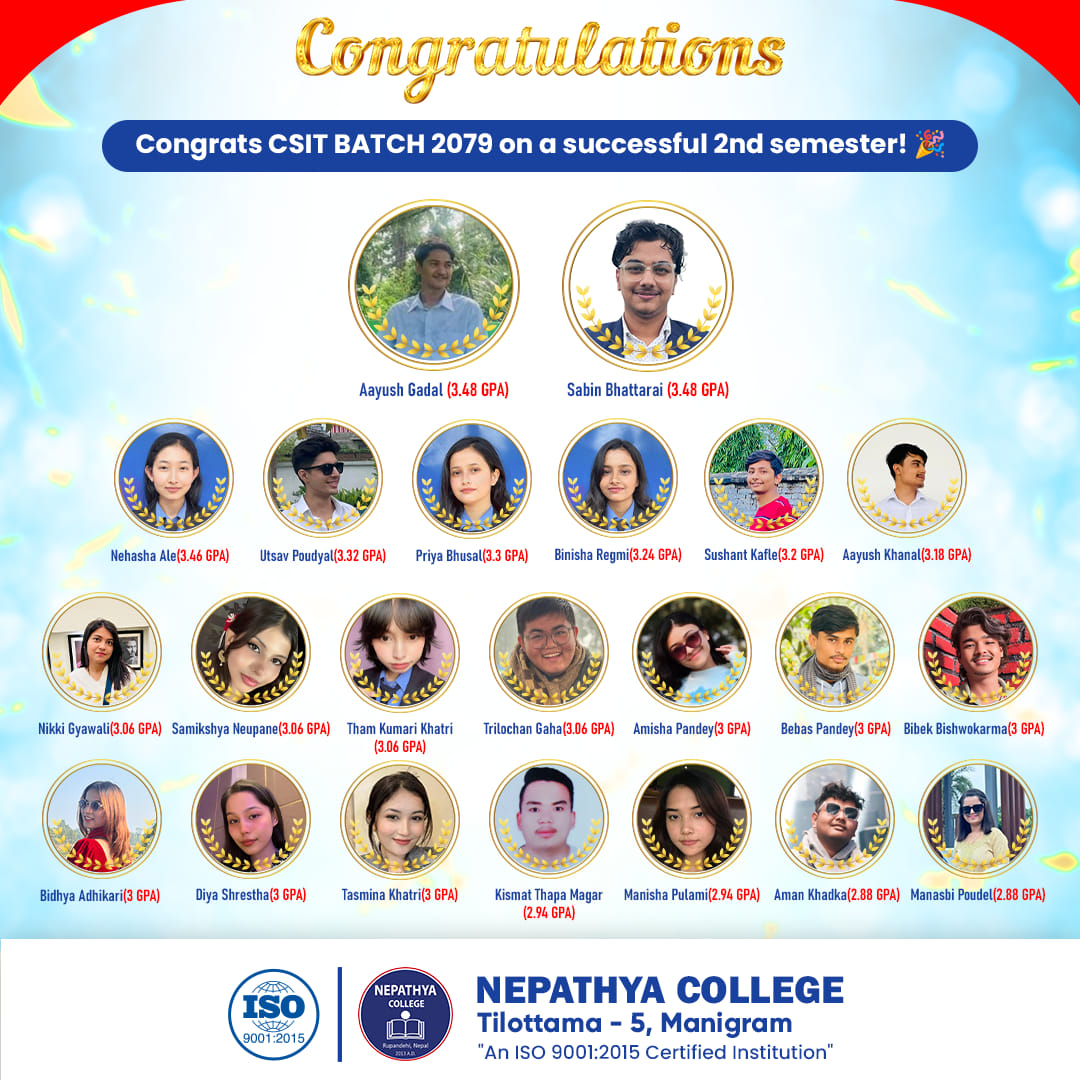 Congratulations
Congrats CSIT BATCH 2079 on a successful 2nd semester! 🎉
Aayush Gadal (3.48 GPA)
Sabin Bhattarai (3.48 GPA)
Nehasha Ale(3.46 GPA)
Utsav Poudyal(3.32 GPA)
Priya Bhusal(3.3 GPA)
Binisha Regmi(3.24 GPA)
Sushant Kafle(3.2 GPA)
Aayush Khanal(3.18 GPA)
Nikki Gyawali(3.06 GPA)
Samikshya Neupane(3.06 GPA)
Tham Kumari Khatri
(3.06 GPA)
Trilochan Gaha(3.06 GPA)
Amisha Pandey(3 GPA)
Bebas Pandey(3 GPA)
Bibek Bishwokarma(3 GPA)
Bidhya Adhikari(3 GPA)
Diya Shrestha(3 GPA)
Tasmina Khatri(3 GPA)
Kismat Thapa Magar
(2.94 GPA)
Manisha Pulami(2.94 GPA)
Aman Khadka(2.88 GPA)
Manasbi Poudel(2.88 GPA)
ISO
9001:2015
NEPATHYA
COLLEGE
Rupandehi, Nepal
2013 A.D.
NEPATHYA COLLEGE
Tilottama - 5, Manigram
"An ISO 9001:2015 Certified Institution"